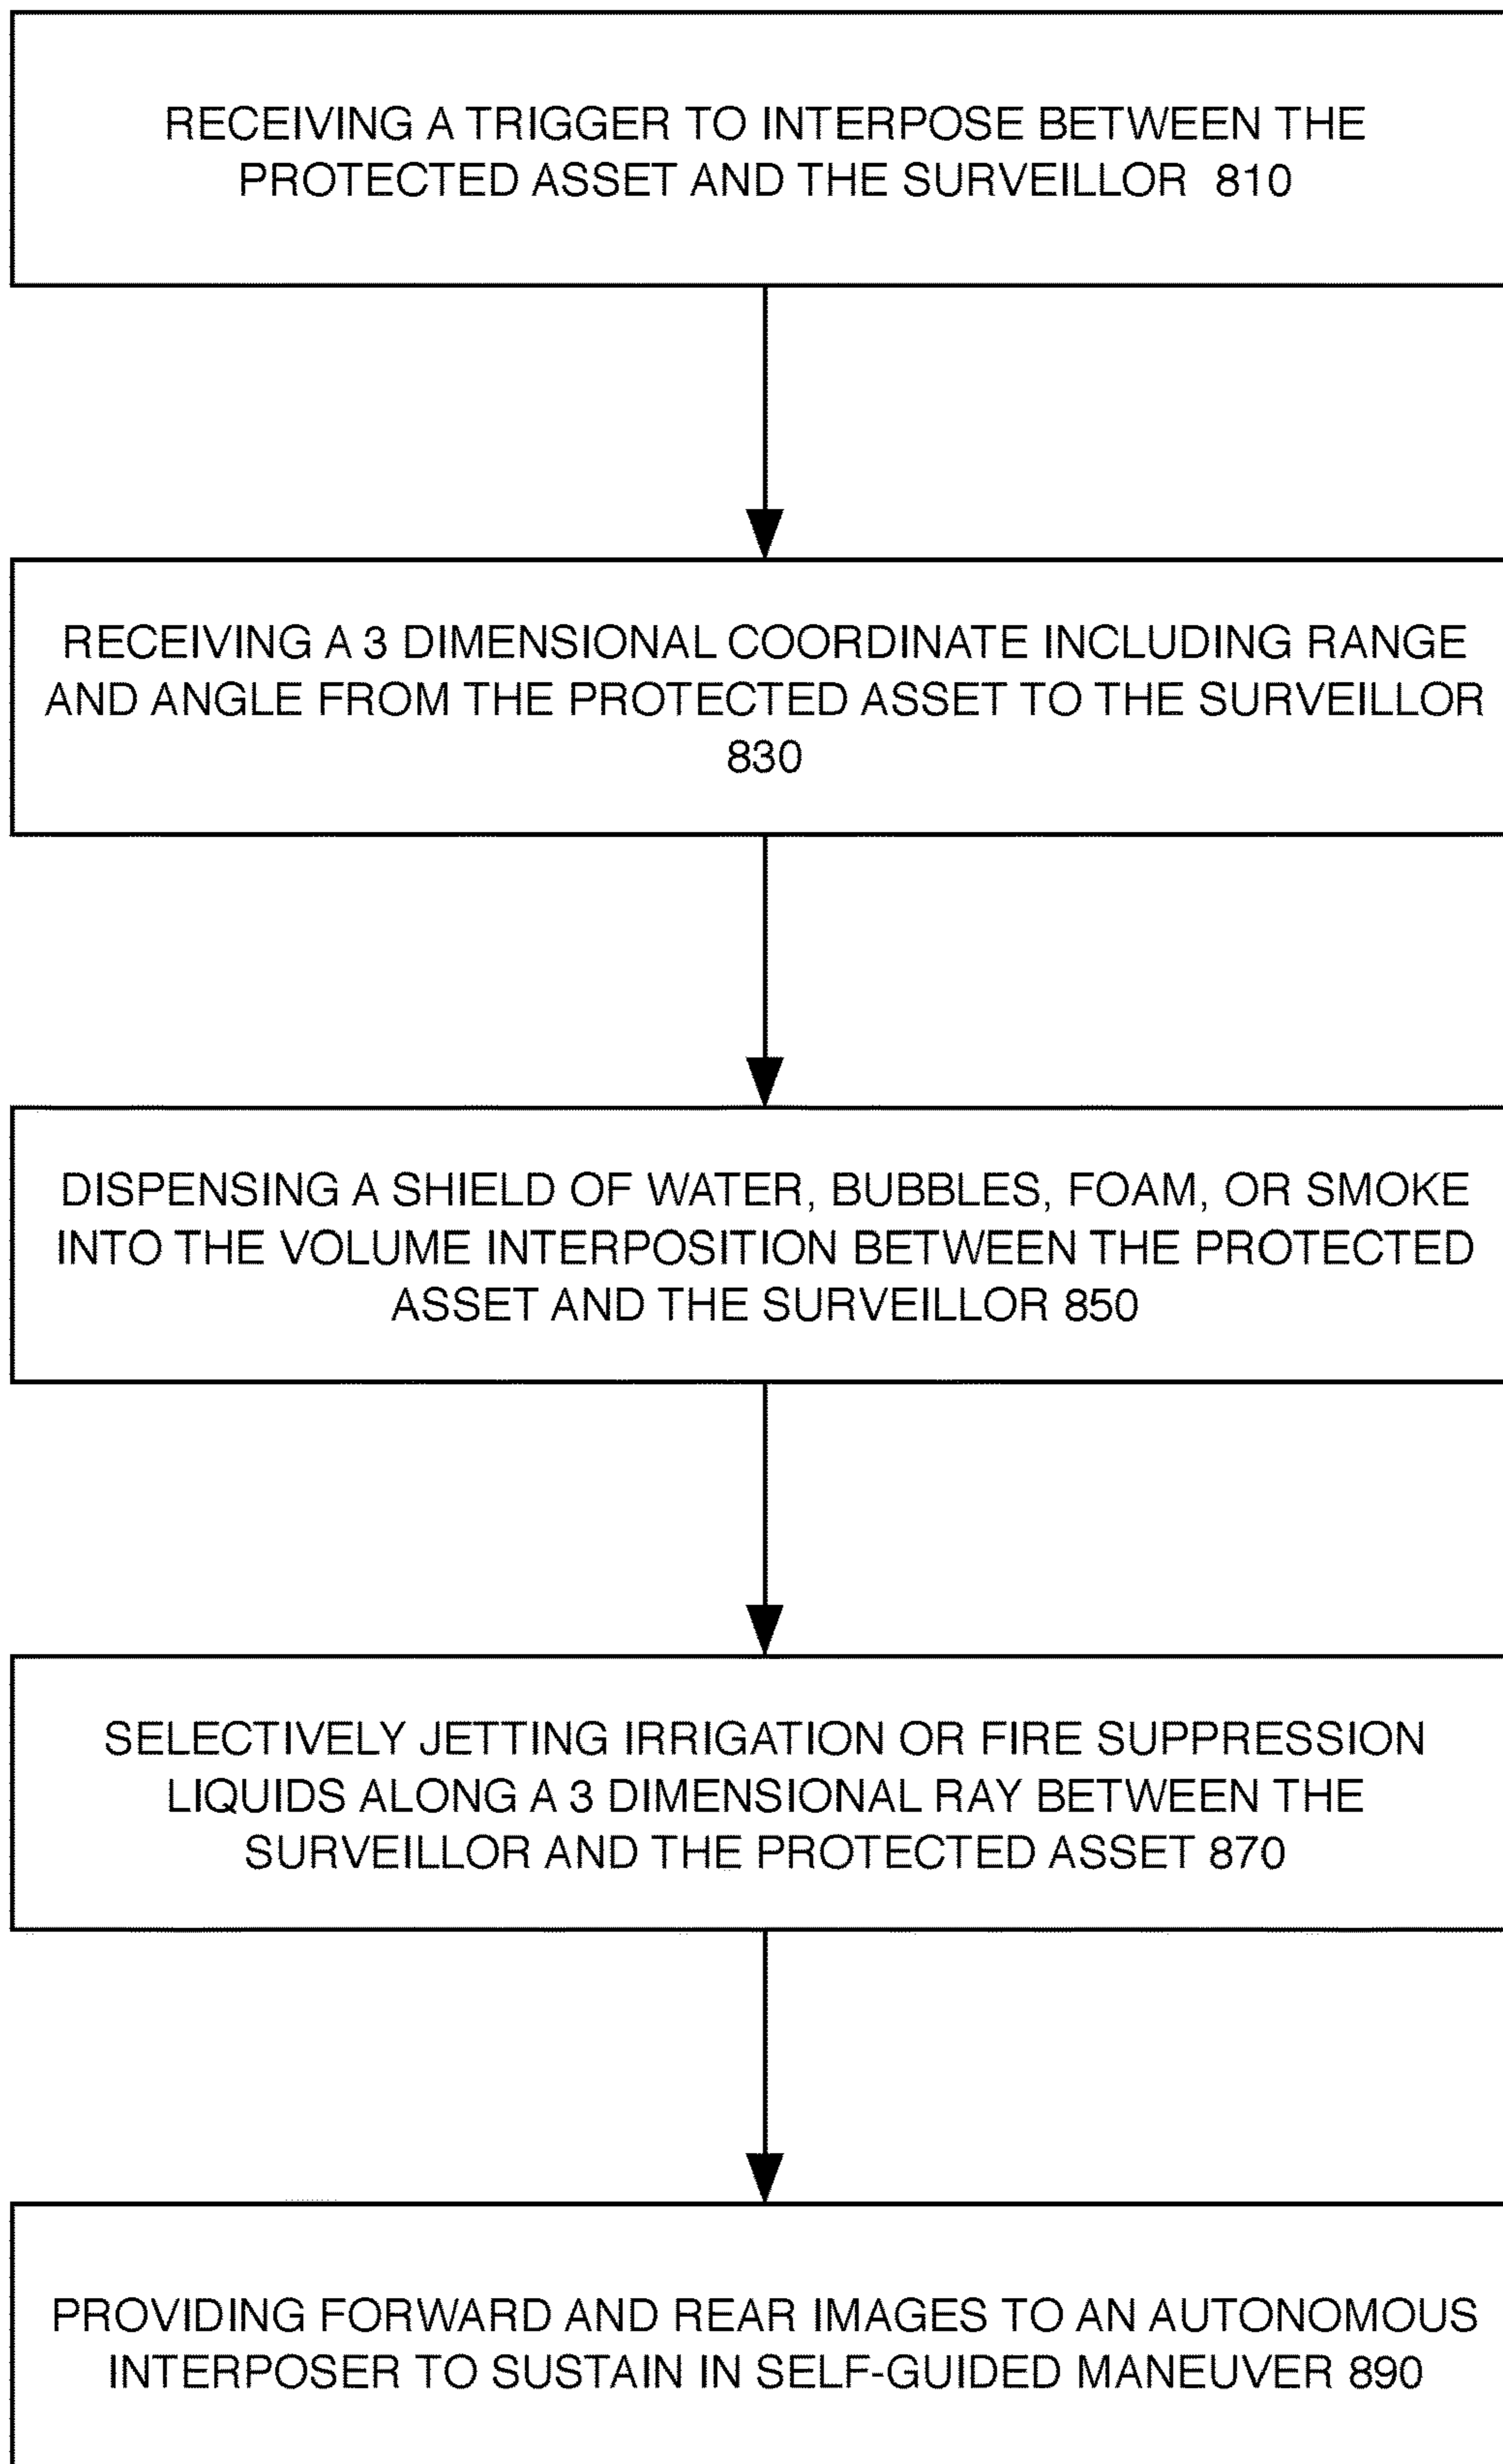 RECEIVING A TRIGGER TO INTERPOSE BETWEEN THE
PROTECTED ASSET AND THE SURVEILLOR 810
RECEIVING A 3 DIMENSIONAL COORDINATE INCLUDING RANGE
AND ANGLE FROM THE PROTECTED ASSET TO THE SURVEILLOR
830
DISPENSING A SHIELD OF WATER, BUBBLES, FOAM, OR SMOKE
INTO THE VOLUME INTERPOSITION BETWEEN THE PROTECTED
ASSET AND THE SURVEILLOR 850
SELECTIVELY JETTING IRRIGATION OR FIRE SUPPRESSION
LIQUIDS ALONG A 3 DIMENSIONAL RAY BETWEEN THE
SURVEILLOR AND THE PROTECTED ASSET 870
PROVIDING FORWARD AND REAR IMAGES TO AN AUTONOMOUS
INTERPOSER TO SUSTAIN IN SELF-GUIDED MANEUVER 890